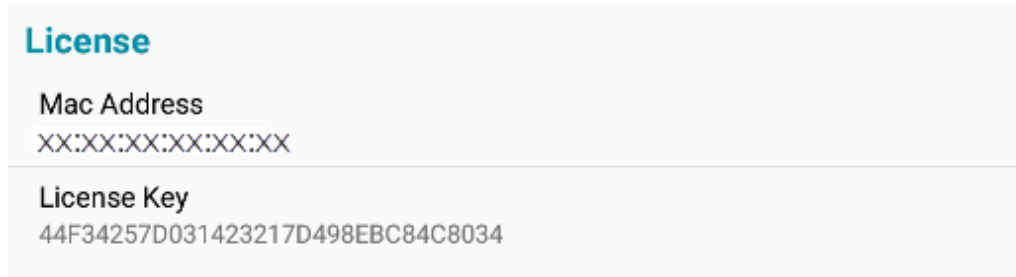 License
Mac Address
xx:xx:xx:xx:xx:xx
License Key
44F34257D031423217D498EBC84C8034